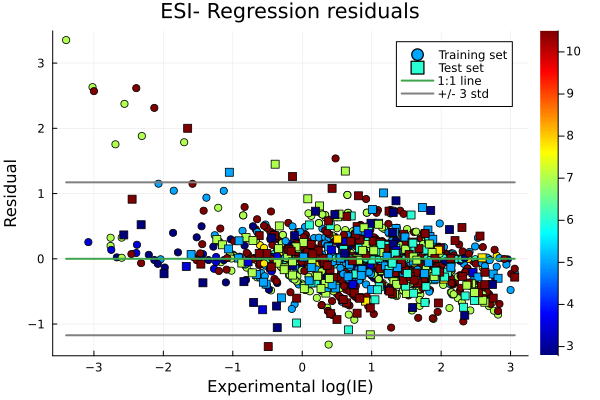 ESI- Regression residuals
Training set
Test set
1:1 line
+/- 3 std
Residual
3
2
1
0
−1
−3
−2
−1
0
1
2
3
Experimental log(IE)
10
9
8
7
6
5
4
3